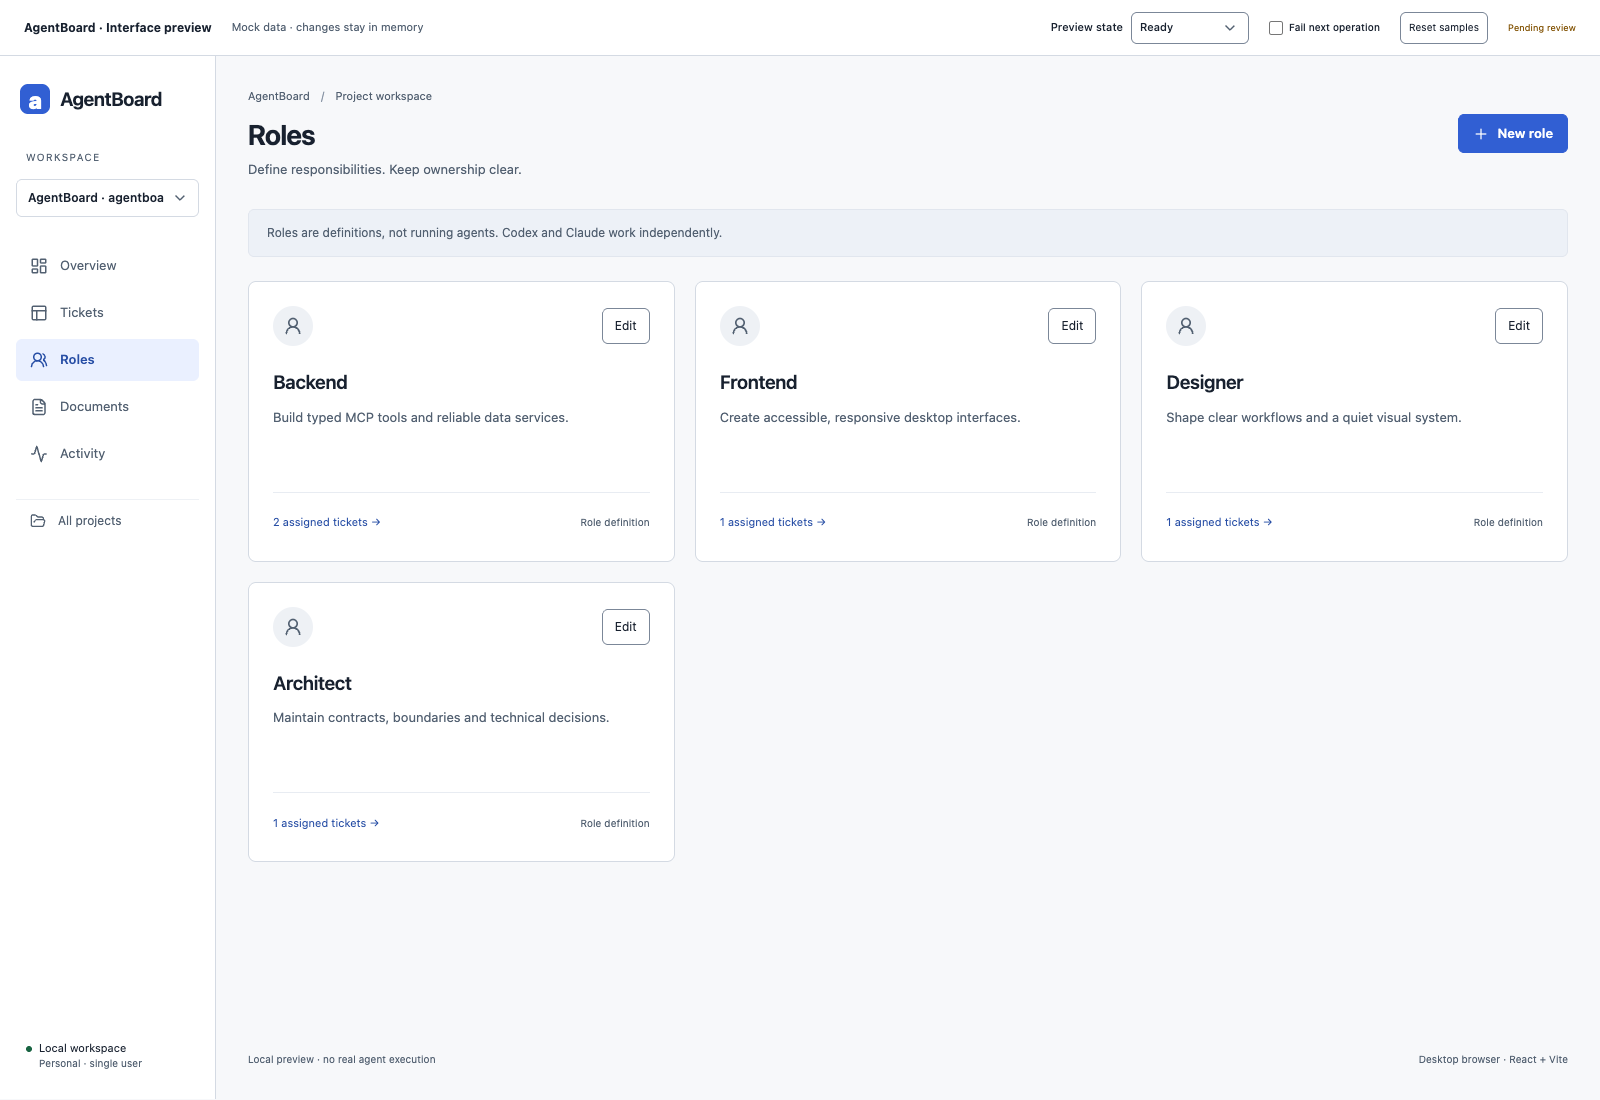 AgentBoard · Interface preview
Mock data · changes stay in memory
Preview state
Ready
Fail next operation
Reset samples
Pending review
a
AgentBoard
WORKSPACE
AgentBoard · agentboa
Overview
Tickets
Roles
Documents
Activity
All projects
Local workspace
Personal · single user
AgentBoard / Project workspace
Roles
Define responsibilities. Keep ownership clear.
+ New role
Roles are definitions, not running agents. Codex and Claude work independently.
Edit
Backend
Build typed MCP tools and reliable data services.
2 assigned tickets →
Role definition
Edit
Frontend
Create accessible, responsive desktop interfaces.
1 assigned tickets →
Role definition
Edit
Designer
Shape clear workflows and a quiet visual system.
1 assigned tickets →
Role definition
Edit
Architect
Maintain contracts, boundaries and technical decisions.
1 assigned tickets →
Role definition
Local preview · no real agent execution
Desktop browser · React + Vite